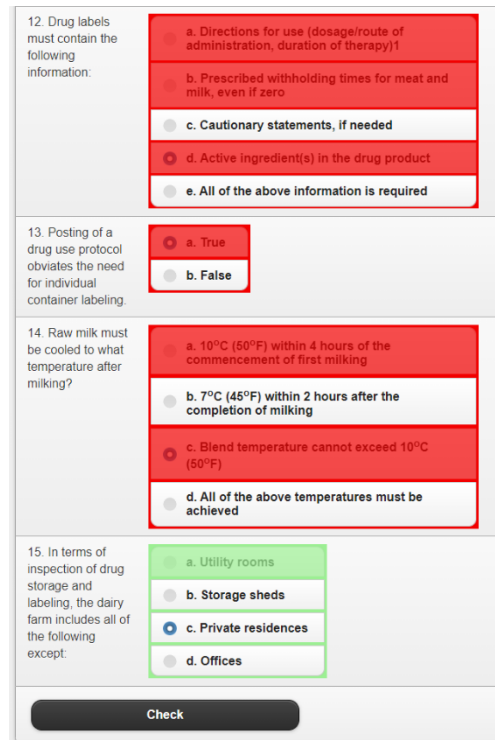 12. Drug labels
must contain the
following
information:
a. Directions for use (dosage/route of
administration, duration of therapy)1
b. Prescribed withholding times for meat and
milk, even if zero
c. Cautionary statements, if needed
d. Active ingredient(s) in the drug product
e. All of the above information is required
13. Posting of a
drug use protocol
obviates the need
for individual
container labeling.
a. True
b. False
14. Raw milk must
be cooled to what
temperature after
milking?
a. 10ºC (50ºF) within 4 hours of the
commencement of first milking
b. 7ºC (45ºF) within 2 hours after the
completion of milking
c. Blend temperature cannot exceed 10ºC
(50ºF)
d. All of the above temperatures must be
achieved
15. In terms of
inspection of drug
storage and
labeling, the dairy
farm includes all of
the following
except:
a. Utility rooms
b. Storage sheds
c. Private residences
d. Offices
Check